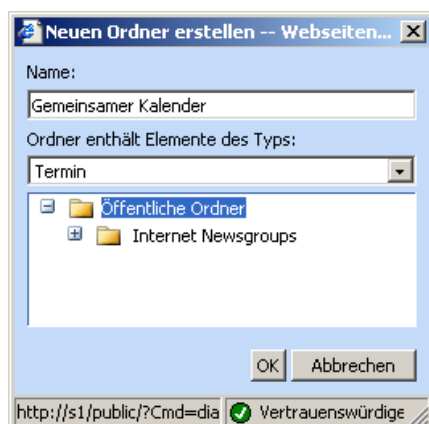 Neuen Ordner erstellen -- Webseiten...
Name:
Gemeinsamer Kalender
Ordner enthält Elemente des Typs:
Termin
Öffentliche Ordner
Internet Newsgroups
OK Abbrechen
http://s1/public/?Cmd=dia Vertrauenswürdige